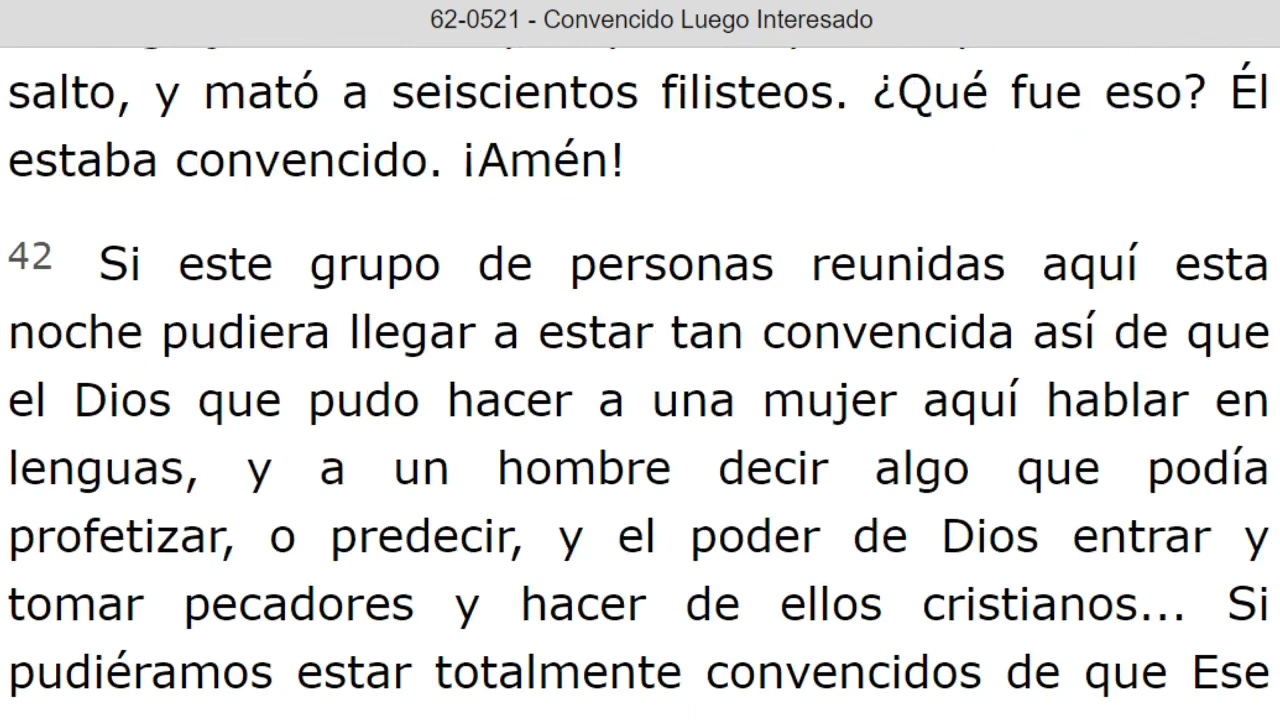 62-0521 - Convencido Luego Interesado
salto, y mató a seiscientos filisteos. ¿Qué fue eso? Él
estaba convencido. ¡Amén!
42 Si este grupo de personas reunidas aquí esta
noche pudiera llegar a estar tan convencida así de que
el Dios que pudo hacer a una mujer aquí hablar en
lenguas, y a un hombre decir algo que podía
profetizar, o predecir, y el poder de Dios entrar y
tomar pecadores y hacer de ellos cristianos... Si
pudiéramos estar totalmente convencidos de que Ese